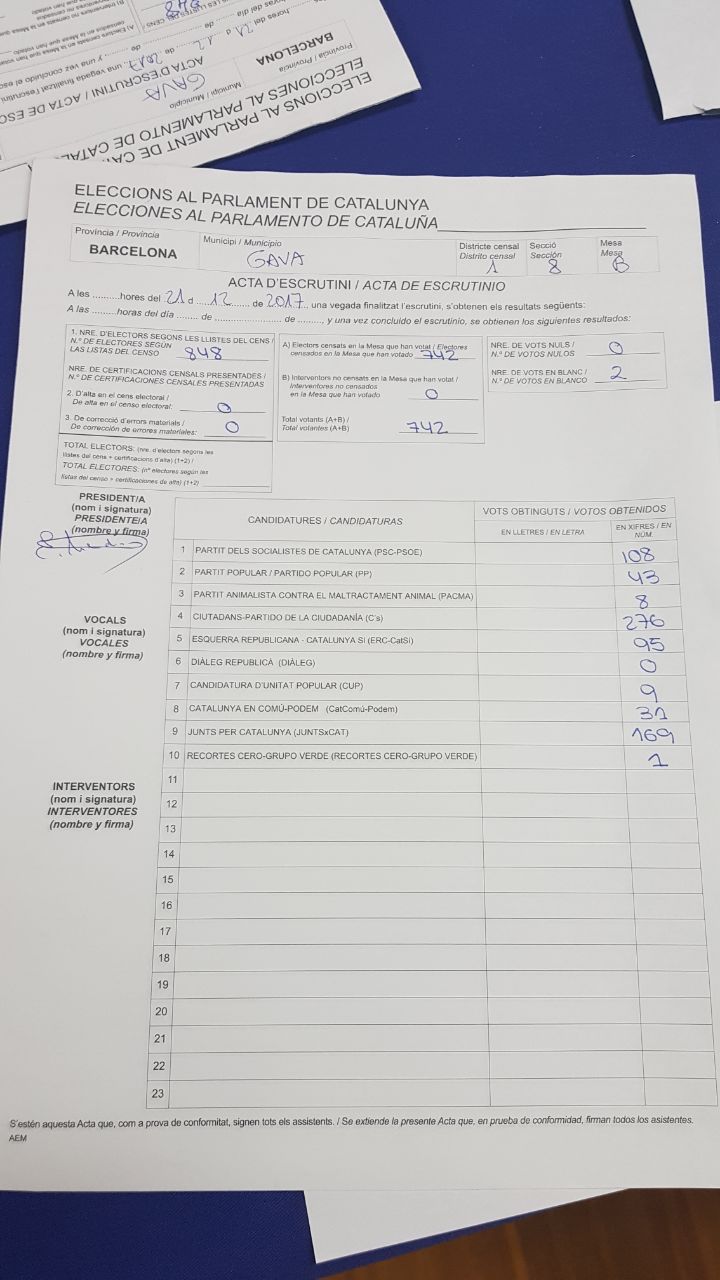 ELECCIONS AL PARLAMENT DE CATALUNYA
ELECCIONES AL PARLAMENTO DE CATALUÑA
Provincia / Provincia
BARCELONA
Municipi / Municipio
GAVA
Districte censal
Distrito censal
1
Secció
Sección
8
Mesa
Mesa
B
ACTA D'ESCRUTINI / ACTA DE ESCRUTINIO
A les ..........hores del 21 d .... 12 .... de 2017.., una vegada finalitzat l'escrutini, s'obtenen els resultats següents:
A las .......... horas del día ........ de ........................ de ........., y una vez concluido el escrutinio, se obtienen los siguientes resultados:
1. NRE. D'ELECTORS SEGONS LES LLISTES DEL CENS /
N.º DE ELECTORES SEGÚN
LAS LISTAS DEL CENSO 848
NRE. DE CERTIFICACIONS CENSALS PRESENTADES /
N.º DE CERTIFICACIONES CENSALES PRESENTADAS
2. D'alta en el cens electoral /
De alta en el censo electoral: 0
3. De correcció d'errors materials /
De corrección de errores materiales: 0
TOTAL ELECTORS: (nre. d'electors segons les
llistes del cens + certificacions d'alta) (1+2) /
TOTAL ELECTORES: (nº electores según las
listas del censo + certificaciones de alta) (1+2)
A) Electors censats en la Mesa que han votat / Electores
censados en la Mesa que han votado 742
B) Interventors no censats en la Mesa que han votat /
Interventores no censados
en la Mesa que han votado 0
Total votants (A+B) /
Total votantes (A+B) 742
NRE. DE VOTS NULS /
N.º DE VOTOS NULOS 0
NRE. DE VOTS EN BLANC /
N.º DE VOTOS EN BLANCO 2
PRESIDENT/A
(nom i signatura)
PRESIDENTE/A
(nombre y firma)
VOCALS
(nom i signatura)
VOCALES
(nombre y firma)
INTERVENTORS
(nom i signatura)
INTERVENTORES
(nombre y firma)
CANDIDATURES / CANDIDATURAS
VOTS OBTINGUTS / VOTOS OBTENIDOS
EN LLETRES / EN LETRA
EN XIFRES / EN NÚM.
1 PARTIT DELS SOCIALISTES DE CATALUNYA (PSC-PSOE) 108
2 PARTIT POPULAR / PARTIDO POPULAR (PP) 43
3 PARTIT ANIMALISTA CONTRA EL MALTRACTAMENT ANIMAL (PACMA) 8
4 CIUTADANS-PARTIDO DE LA CIUDADANÍA (C's) 276
5 ESQUERRA REPUBLICANA - CATALUNYA SÍ (ERC-CatSí) 95
6 DIÀLEG REPUBLICÀ (DIÀLEG) 0
7 CANDIDATURA D'UNITAT POPULAR (CUP) 9
8 CATALUNYA EN COMÚ-PODEM (CatComú-Podem) 31
9 JUNTS PER CATALUNYA (JUNTSxCAT) 169
10 RECORTES CERO-GRUPO VERDE (RECORTES CERO-GRUPO VERDE) 1
11
12
13
14
15
16
17
18
19
20
21
22
23
S'estén aquesta Acta que, com a prova de conformitat, signen tots els assistents. / Se extiende la presente Acta que, en prueba de conformidad, firman todos los asistentes.
AEM